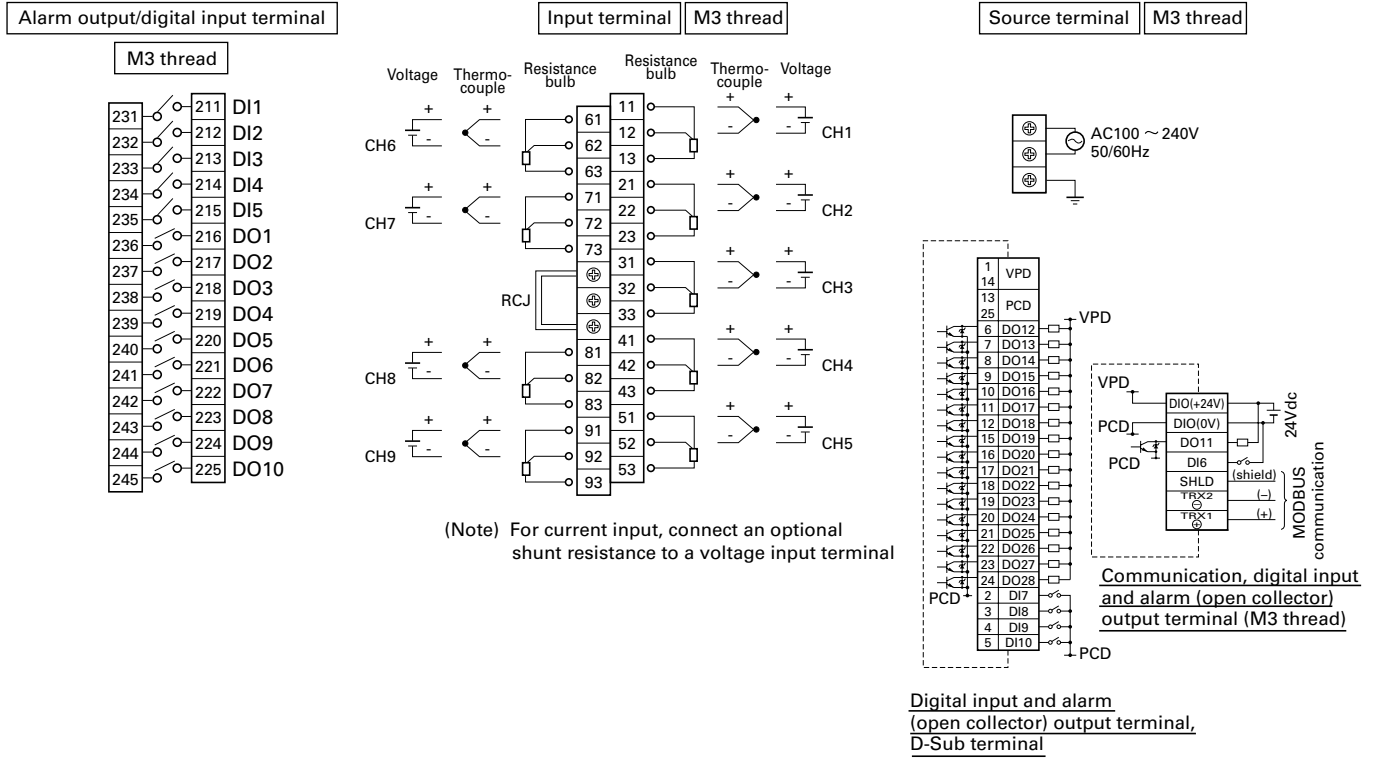 Alarm output/digital input terminal
M3 thread
231 211 DI1
232 212 DI2
233 213 DI3
234 214 DI4
235 215 DI5
236 216 DO1
237 217 DO2
238 218 DO3
239 219 DO4
240 220 DO5
241 221 DO6
242 222 DO7
243 223 DO8
244 224 DO9
245 225 DO10
Input terminal M3 thread
Voltage
Thermo-
couple
Resistance
bulb
Resistance
bulb
Thermo-
couple
Voltage
+ + 61 11 + +
CH6 - - 62 12 - - CH1
63 13
+ + 71 21 + +
CH7 - - 72 22 - - CH2
73 23
RCJ
31 + +
32 - - CH3
33
+ + 81 41 + +
CH8 - - 82 42 - - CH4
83 43
+ + 91 51 + +
CH9 - - 92 52 - - CH5
93 53
(Note) For current input, connect an optional
shunt resistance to a voltage input terminal
Source terminal M3 thread
AC100 ～ 240V
50/60Hz
1
14 VPD
13
25 PCD
VPD
6 DO12
7 DO13
8 DO14
9 DO15
10 DO16
11 DO17
12 DO18
15 DO19
16 DO20
17 DO21
18 DO22
19 DO23
20 DO24
21 DO25
22 DO26
23 DO27
24 DO28
PCD
2 DI7
3 DI8
4 DI9
5 DI10
PCD
Digital input and alarm
(open collector) output terminal,
D-Sub terminal
VPD
DIO(+24V)
PCD
DIO(0V)
24Vdc
DO11
PCD
DI6
SHLD (shield)
TRX2 (−)
⊖
TRX1 (+)
⊕
MODBUS
communication
Communication, digital input
and alarm (open collector)
output terminal (M3 thread)